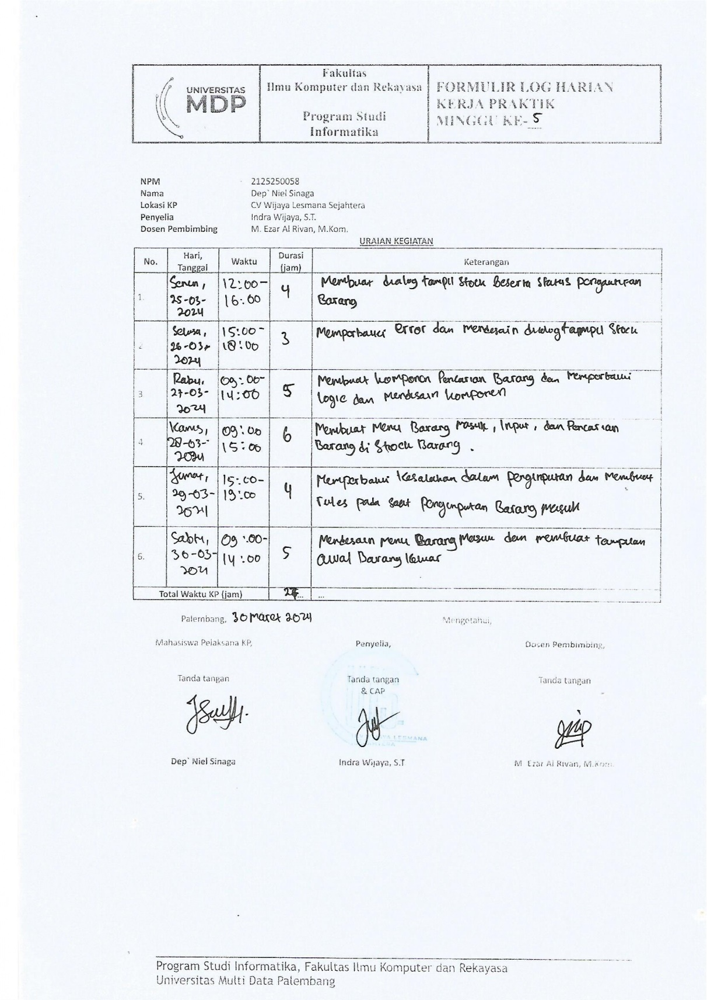 UNIVERSITAS
MDP
Fakultas
Ilmu Komputer dan Rekayasa
Program Studi
Informatika
FORMULIR LOG HARIAN
KERJA PRAKTIK
MINGGU KE- 5
NPM 2125250058
Nama Dep` Niel Sinaga
Lokasi KP CV Wijaya Lesmana Sejahtera
Penyelia Indra Wijaya, S.T.
Dosen Pembimbing M. Ezar Al Rivan, M.Kom.
URAIAN KEGIATAN
No. Hari, Tanggal Waktu Durasi (jam) Keterangan
1. Senin, 25-03-2024 12:00-16:00 4 Membuat dialog tampil Stock Beserta Status pengantaran
Barang
2 Selasa, 26-03-2024 15:00-18:00 3 Memperbaiki error dan mendesain dialog tampil Stock
3 Rabu, 27-03-2024 09:00-14:00 5 Membuat komponen Pencarian Barang dan Memperbaiki
Logic dan Mendesain komponen
4 Kamis, 28-03-2024 09:00 15:00 6 Membuat Menu Barang Masuk, Input, dan Pencarian
Barang di Stock Barang.
5. Jumat, 29-03-2024 15:00-19:00 4 Memperbaiki Kesalahan dalam penginputan dan Membuat
rules pada saat Penginputan Barang Masuk
6. Sabtu, 30-03-2024 09:00-14:00 5 Mendesain Menu Barang Masuk dan membuat tampilan
awal Barang Keluar
Total Waktu KP (jam) ... ...
Palembang, 30 Maret 2024 Mengetahui,
Mahasiswa Pelaksana KP, Penyelia, Dosen Pembimbing,
Tanda tangan Tanda tangan Tanda tangan
& CAP
LESMANA
Dep` Niel Sinaga Indra Wijaya, S.T M Ezar Al Rivan, M.Kom.
Program Studi Informatika, Fakultas Ilmu Komputer dan Rekayasa
Universitas Multi Data Palembang